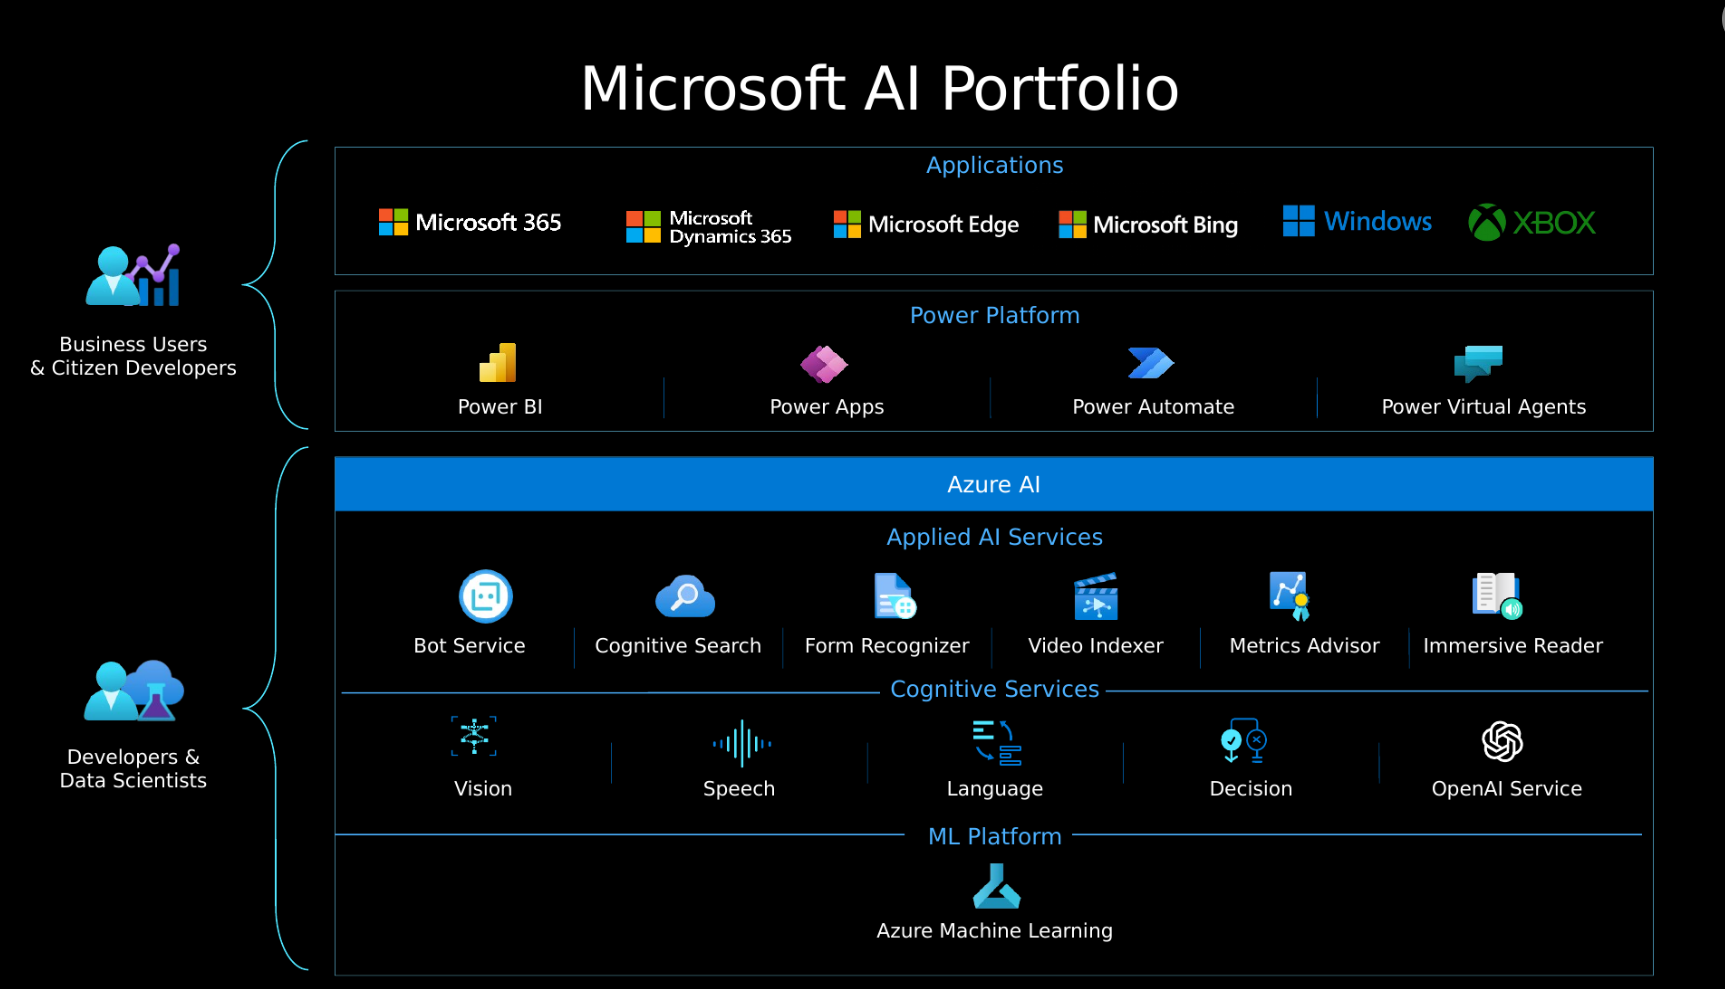 Microsoft AI Portfolio
Applications
Microsoft 365
Microsoft
Dynamics 365
Microsoft Edge
Microsoft Bing
Windows
XBOX
Business Users
& Citizen Developers
Power Platform
Power BI
Power Apps
Power Automate
Power Virtual Agents
Azure AI
Applied AI Services
Bot Service
Cognitive Search
Form Recognizer
Video Indexer
Metrics Advisor
Immersive Reader
Developers &
Data Scientists
Cognitive Services
Vision
Speech
Language
Decision
OpenAI Service
ML Platform
Azure Machine Learning